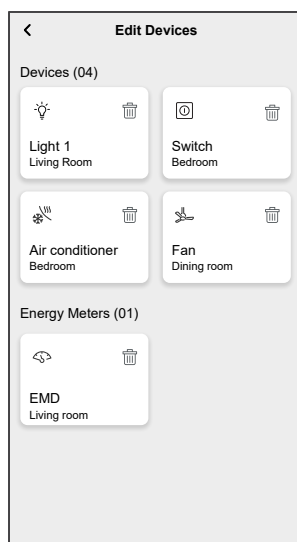 Edit Devices
Devices (04)
Light 1
Living Room
Switch
Bedroom
Air conditioner
Bedroom
Fan
Dining room
Energy Meters (01)
EMD
Living room